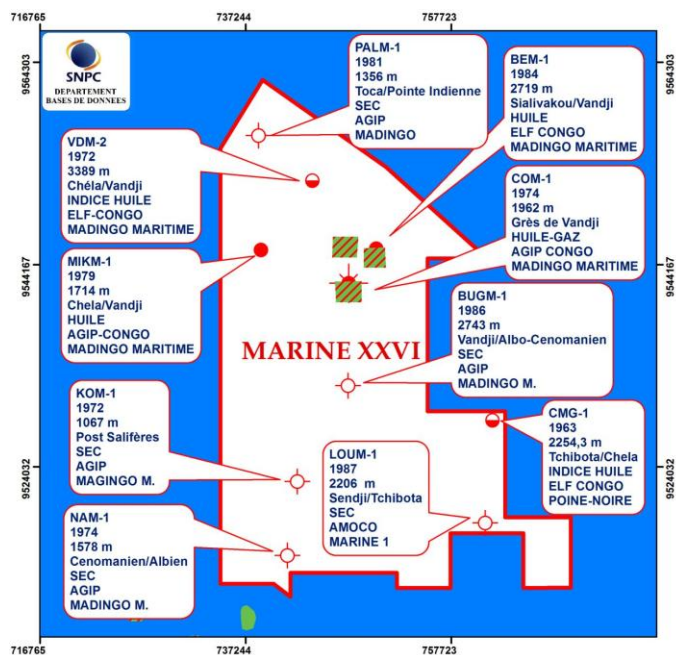 716765
737244
757723
9564303
9564303
SNPC
DEPARTEMENT
BASES DE DONNEES
PALM-1
1981
1356 m
Toca/Pointe Indienne
SEC
AGIP
MADINGO
BEM-1
1984
2719 m
Sialivakou/Vandji
HUILE
ELF CONGO
MADINGO MARITIME
VDM-2
1972
3389 m
Chéla/Vandji
INDICE HUILE
ELF-CONGO
MADINGO MARITIME
COM-1
1974
1962 m
Grès de Vandji
HUILE-GAZ
AGIP CONGO
MADINGO MARITIME
9544167
9544167
MIKM-1
1979
1714 m
Chela/Vandji
HUILE
AGIP-CONGO
MADINGO MARITIME
BUGM-1
1986
2743 m
Vandji/Albo-Cenomanien
SEC
AGIP
MADINGO M.
MARINE XXVI
KOM-1
1972
1067 m
Post Salifères
SEC
AGIP
MAGINGO M.
CMG-1
1963
2254,3 m
Tchibota/Chela
INDICE HUILE
ELF CONGO
POINE-NOIRE
LOUM-1
1987
2206 m
Sendji/Tchibota
SEC
AMOCO
MARINE 1
9524032
9524032
NAM-1
1974
1578 m
Cenomanien/Albien
SEC
AGIP
MADINGO M.
716765
737244
757723